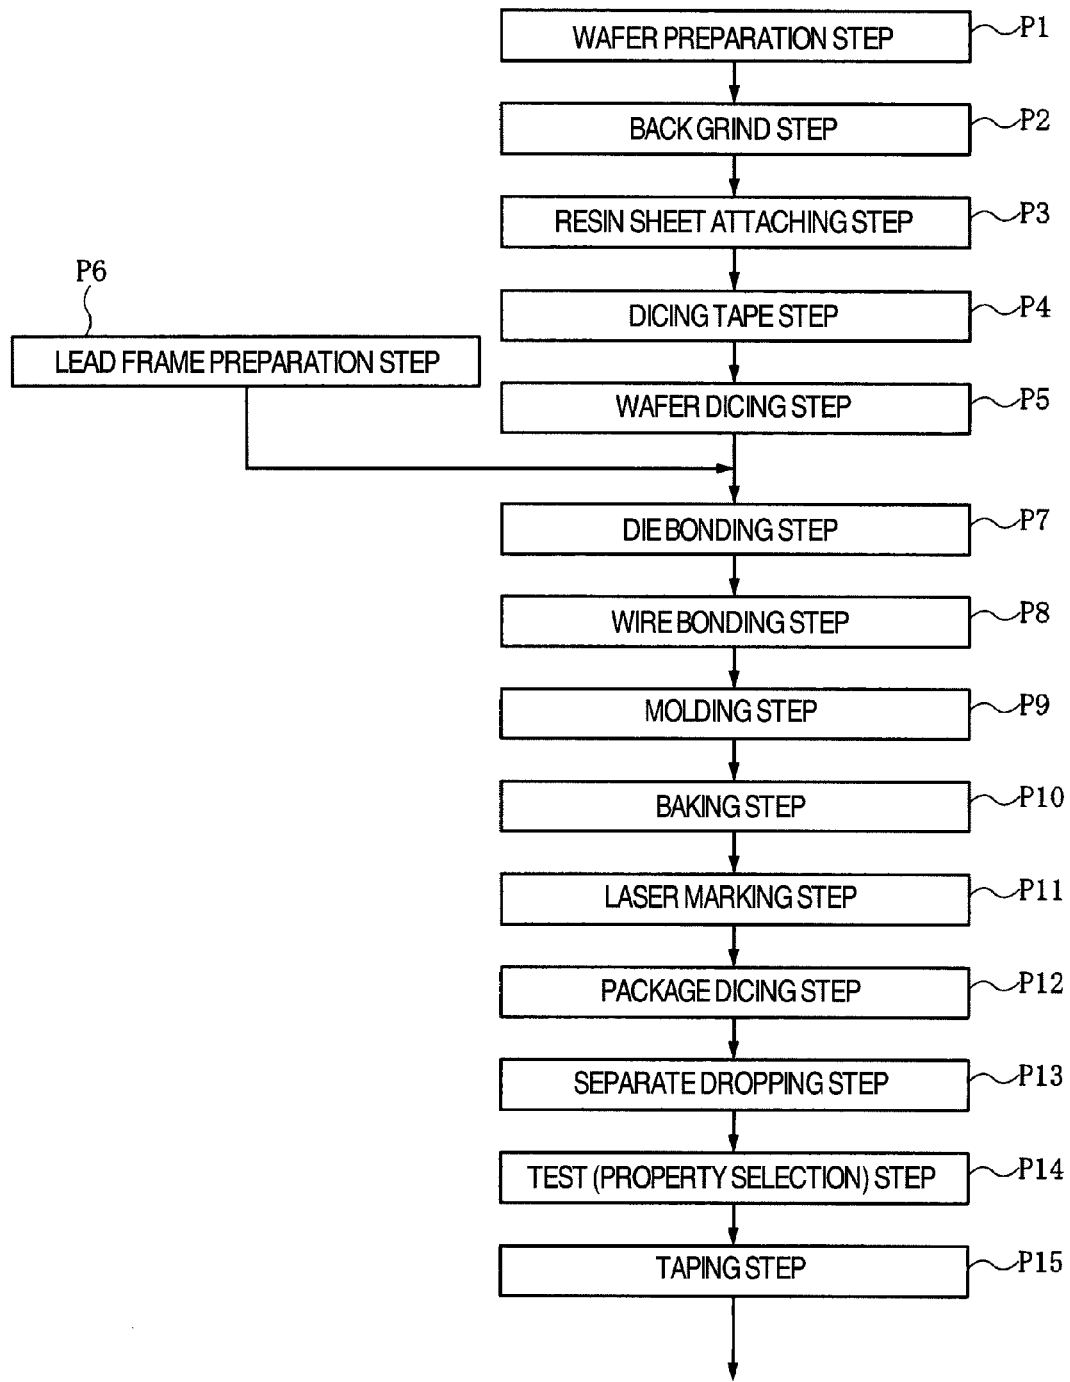 WAFER PREPARATION STEP P1
BACK GRIND STEP P2
RESIN SHEET ATTACHING STEP P3
P6
DICING TAPE STEP P4
LEAD FRAME PREPARATION STEP
WAFER DICING STEP P5
DIE BONDING STEP P7
WIRE BONDING STEP P8
MOLDING STEP P9
BAKING STEP P10
LASER MARKING STEP P11
PACKAGE DICING STEP P12
SEPARATE DROPPING STEP P13
TEST (PROPERTY SELECTION) STEP P14
TAPING STEP P15